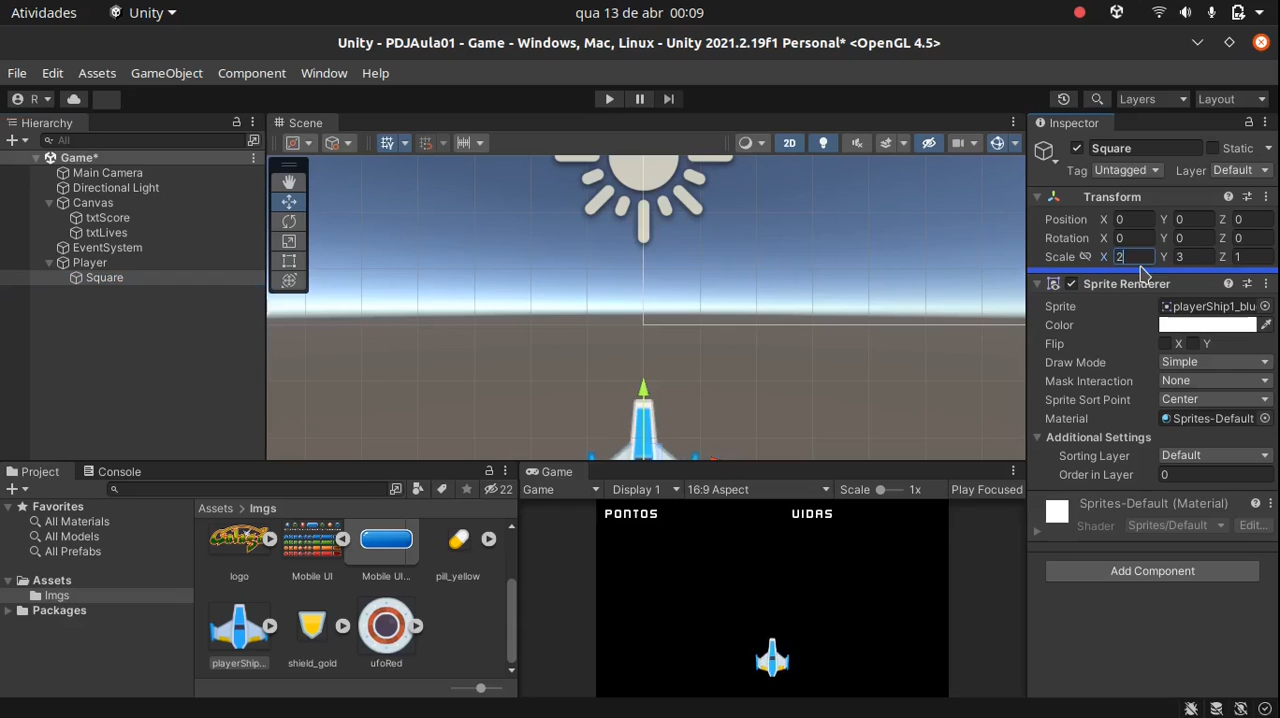 Atividades
Unity
qua 13 de abr 00:09
Unity - PDJAula01 - Game - Windows, Mac, Linux - Unity 2021.2.19f1 Personal* <OpenGL 4.5>
File Edit Assets GameObject Component Window Help
R
Layers
Layout
Hierarchy
Scene
Inspector
All
2D
Game*
Main Camera
Directional Light
Canvas
txtScore
txtLives
EventSystem
Player
Square
Square
Static
Tag Untagged Layer Default
Transform
Position X 0 Y 0 Z 0
Rotation X 0 Y 0 Z 0
Scale X 2 Y 3 Z 1
Sprite Renderer
Sprite playerShip1_blu
Color
Flip X Y
Draw Mode Simple
Mask Interaction None
Sprite Sort Point Center
Material Sprites-Default
Additional Settings
Sorting Layer Default
Order in Layer 0
Sprites-Default (Material)
Shader Sprites/Default Edit...
Add Component
Project Console
22
Favorites
All Materials
All Models
All Prefabs
Assets
Imgs
Packages
Assets > Imgs
logo
Mobile UI
Mobile UI...
pill_yellow
playerShip...
shield_gold
ufoRed
Game
Game Display 1 16:9 Aspect Scale 1x Play Focused
PONTOS VIDAS